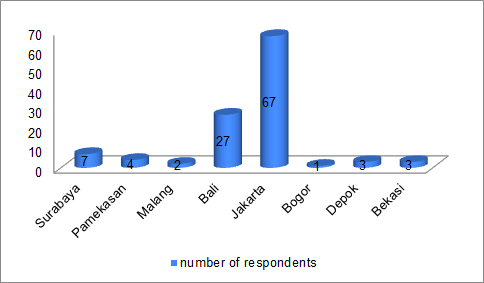 70
60
50
40
30
20
10
0
7
4
2
27
67
1
3
3
Surabaya
Pamekasan
Malang
Bali
Jakarta
Bogor
Depok
Bekasi
number of respondents